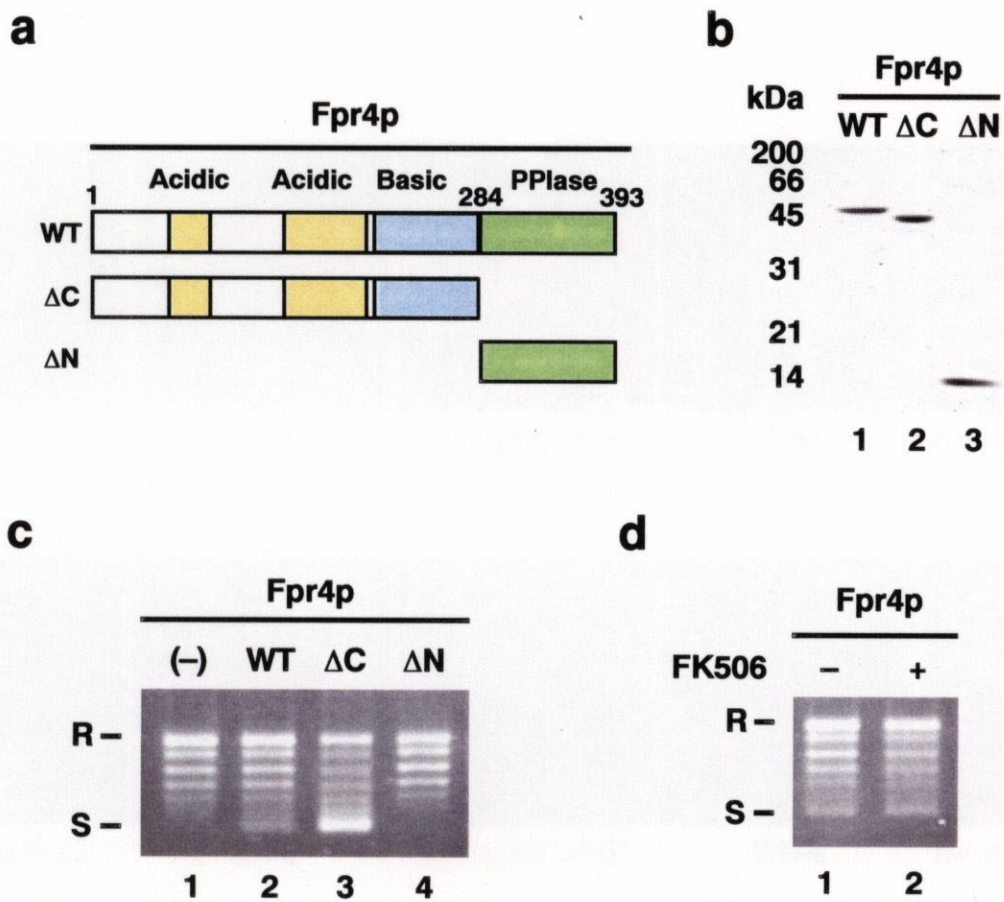 a
Fpr4p
Acidic Acidic Basic PPIase
1 284 393
WT
ΔC
ΔN
b
Fpr4p
kDa
WT ΔC ΔN
200
66
45
31
21
14
1 2 3
c
Fpr4p
(–) WT ΔC ΔN
R –
S –
1 2 3 4
d
Fpr4p
FK506 – +
R –
S –
1 2